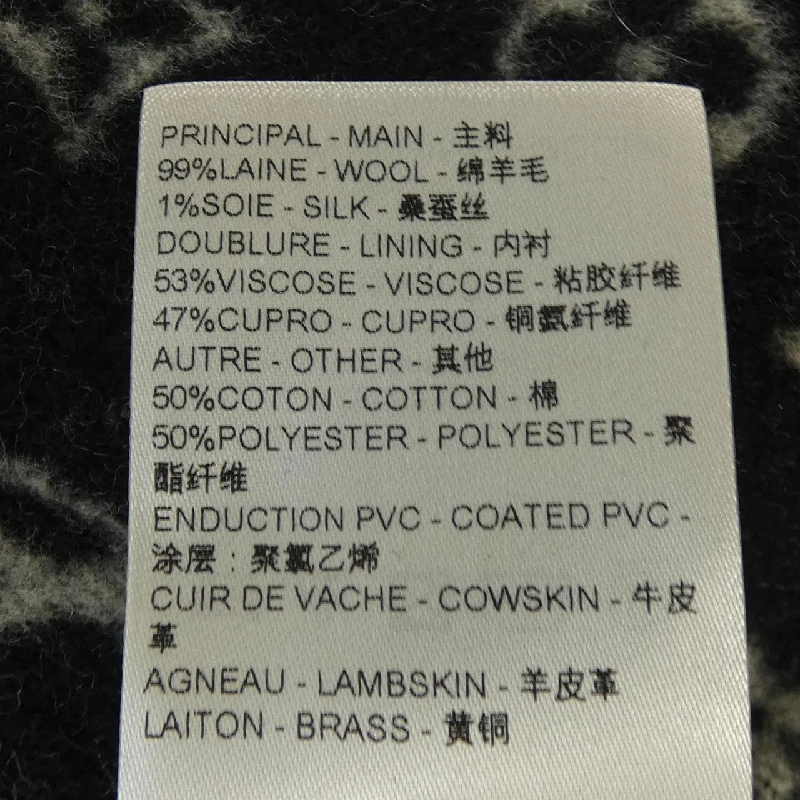 PRINCIPAL - MAIN - 主料
99%LAINE - WOOL - 绵羊毛
1%SOIE - SILK - 桑蚕丝
DOUBLURE - LINING - 内衬
53%VISCOSE - VISCOSE - 粘胶纤维
47%CUPRO - CUPRO - 铜氨纤维
AUTRE - OTHER - 其他
50%COTON - COTTON - 棉
50%POLYESTER - POLYESTER - 聚
酯纤维
ENDUCTION PVC - COATED PVC -
涂层：聚氯乙烯
CUIR DE VACHE - COWSKIN - 牛皮
革
AGNEAU - LAMBSKIN - 羊皮革
LAITON - BRASS - 黄铜